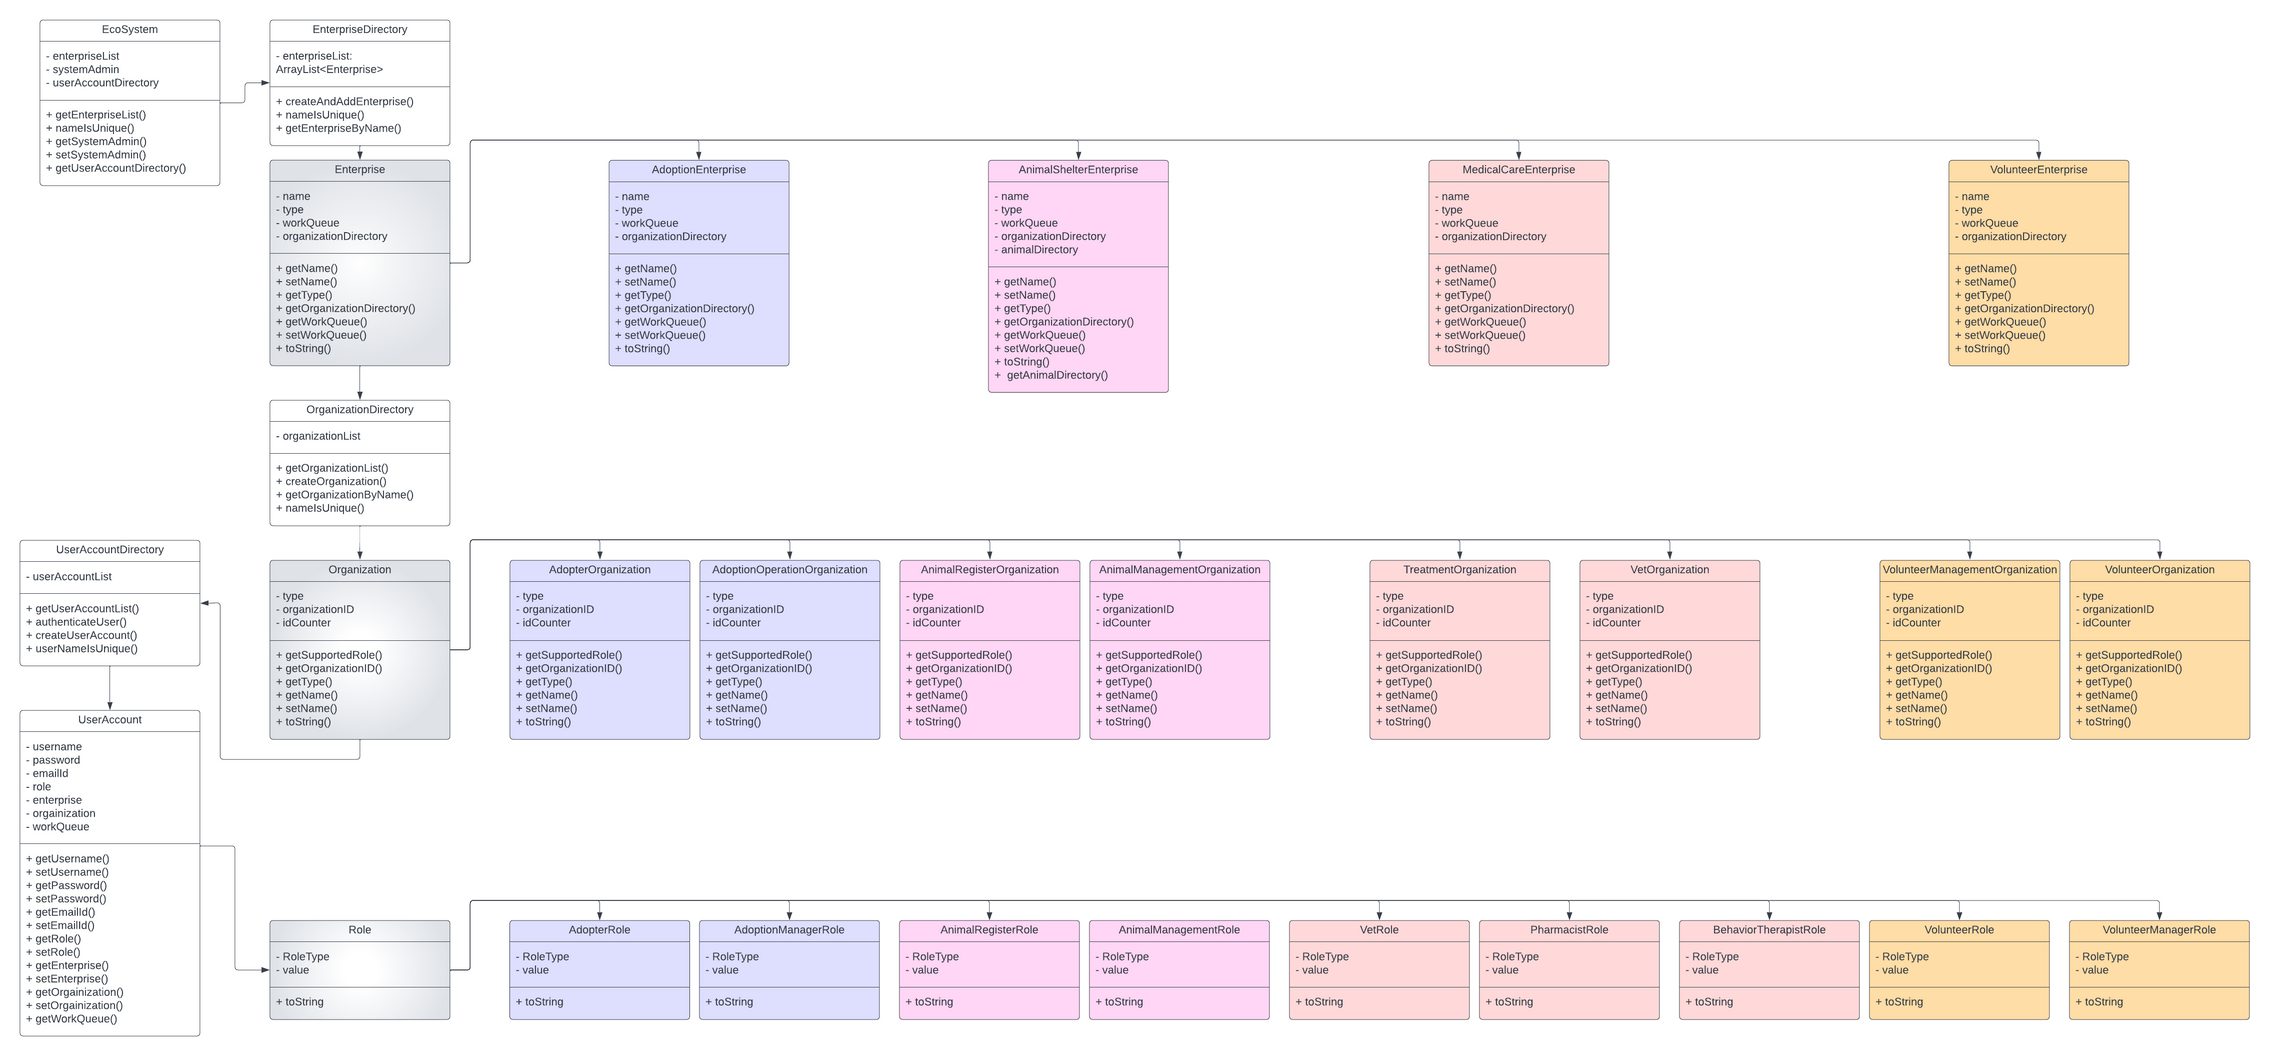 EcoSystem
- enterpriseList
- systemAdmin
- userAccountDirectory
+ getEnterpriseList()
+ nameIsUnique()
+ getSystemAdmin()
+ setSystemAdmin()
+ getUserAccountDirectory()
EnterpriseDirectory
- enterpriseList:
ArrayList<Enterprise>
+ createAndAddEnterprise()
+ nameIsUnique()
+ getEnterpriseByName()
Enterprise
- name
- type
- workQueue
- organizationDirectory
+ getName()
+ setName()
+ getType()
+ getOrganizationDirectory()
+ getWorkQueue()
+ setWorkQueue()
+ toString()
AdoptionEnterprise
- name
- type
- workQueue
- organizationDirectory
+ getName()
+ setName()
+ getType()
+ getOrganizationDirectory()
+ getWorkQueue()
+ setWorkQueue()
+ toString()
AnimalShelterEnterprise
- name
- type
- workQueue
- organizationDirectory
- animalDirectory
+ getName()
+ setName()
+ getType()
+ getOrganizationDirectory()
+ getWorkQueue()
+ setWorkQueue()
+ toString()
+  getAnimalDirectory()
MedicalCareEnterprise
- name
- type
- workQueue
- organizationDirectory
+ getName()
+ setName()
+ getType()
+ getOrganizationDirectory()
+ getWorkQueue()
+ setWorkQueue()
+ toString()
VolunteerEnterprise
- name
- type
- workQueue
- organizationDirectory
+ getName()
+ setName()
+ getType()
+ getOrganizationDirectory()
+ getWorkQueue()
+ setWorkQueue()
+ toString()
OrganizationDirectory
- organizationList
+ getOrganizationList()
+ createOrganization()
+ getOrganizationByName()
+ nameIsUnique()
UserAccountDirectory
- userAccountList
+ getUserAccountList()
+ authenticateUser()
+ createUserAccount()
+ userNameIsUnique()
Organization
- type
- organizationID
- idCounter
+ getSupportedRole()
+ getOrganizationID()
+ getType()
+ getName()
+ setName()
+ toString()
AdopterOrganization
- type
- organizationID
- idCounter
+ getSupportedRole()
+ getOrganizationID()
+ getType()
+ getName()
+ setName()
+ toString()
AdoptionOperationOrganization
- type
- organizationID
- idCounter
+ getSupportedRole()
+ getOrganizationID()
+ getType()
+ getName()
+ setName()
+ toString()
AnimalRegisterOrganization
- type
- organizationID
- idCounter
+ getSupportedRole()
+ getOrganizationID()
+ getType()
+ getName()
+ setName()
+ toString()
AnimalManagementOrganization
- type
- organizationID
- idCounter
+ getSupportedRole()
+ getOrganizationID()
+ getType()
+ getName()
+ setName()
+ toString()
TreatmentOrganization
- type
- organizationID
- idCounter
+ getSupportedRole()
+ getOrganizationID()
+ getType()
+ getName()
+ setName()
+ toString()
VetOrganization
- type
- organizationID
- idCounter
+ getSupportedRole()
+ getOrganizationID()
+ getType()
+ getName()
+ setName()
+ toString()
VolunteerManagementOrganization
- type
- organizationID
- idCounter
+ getSupportedRole()
+ getOrganizationID()
+ getType()
+ getName()
+ setName()
+ toString()
VolunteerOrganization
- type
- organizationID
- idCounter
+ getSupportedRole()
+ getOrganizationID()
+ getType()
+ getName()
+ setName()
+ toString()
UserAccount
- username
- password
- emailId
- role
- enterprise
- orgainization
- workQueue
+ getUsername()
+ setUsername()
+ getPassword()
+ setPassword()
+ getEmailId()
+ setEmailId()
+ getRole()
+ setRole()
+ getEnterprise()
+ setEnterprise()
+ getOrgainization()
+ setOrgainization()
+ getWorkQueue()
Role
- RoleType
- value
+ toString
AdopterRole
- RoleType
- value
+ toString
AdoptionManagerRole
- RoleType
- value
+ toString
AnimalRegisterRole
- RoleType
- value
+ toString
AnimalManagementRole
- RoleType
- value
+ toString
VetRole
- RoleType
- value
+ toString
PharmacistRole
- RoleType
- value
+ toString
BehaviorTherapistRole
- RoleType
- value
+ toString
VolunteerRole
- RoleType
- value
+ toString
VolunteerManagerRole
- RoleType
- value
+ toString